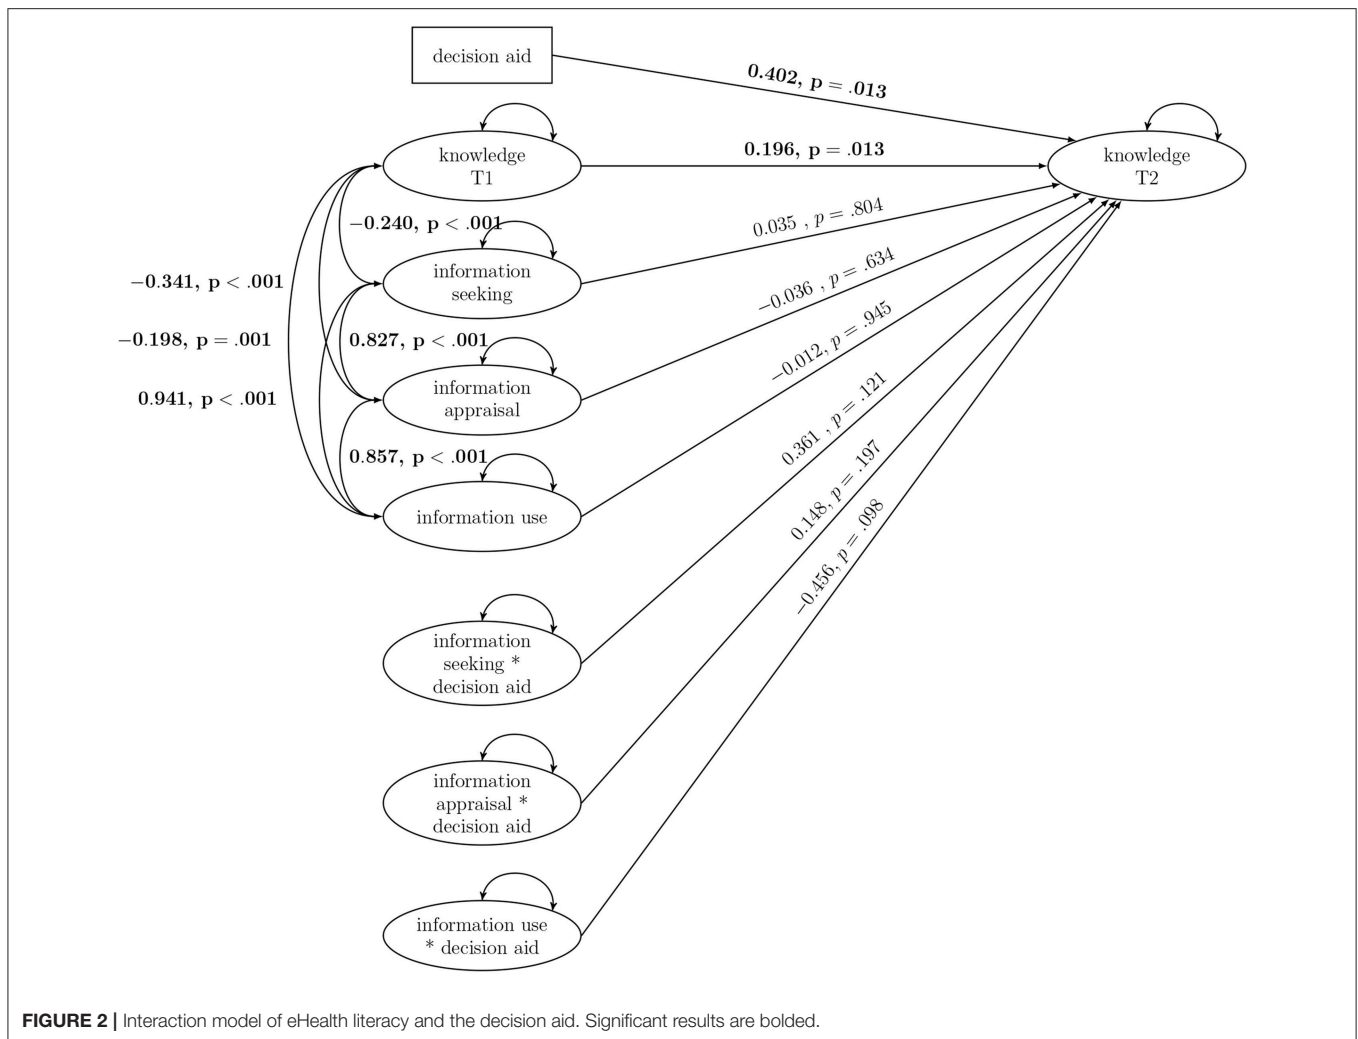 decision aid
0.402, p = .013
knowledge
T1
0.196, p = .013
knowledge
T2
−0.240, p < .001
0.035 , p = .804
information
seeking
−0.341, p < .001
−0.036 , p = .634
−0.198, p = .001
0.827, p < .001
−0.012, p = .945
information
appraisal
0.941, p < .001
0.361 , p = .121
0.857, p < .001
0.148, p = .197
information use
−0.456, p = .098
information
seeking *
decision aid
information
appraisal *
decision aid
information use
* decision aid
FIGURE 2 | Interaction model of eHealth literacy and the decision aid. Significant results are bolded.